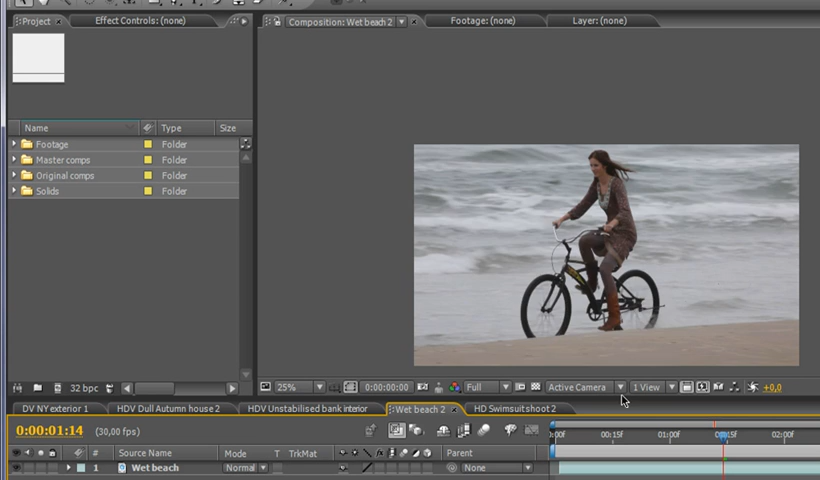 Project × Effect Controls: (none) Composition: Wet beach 2 × Footage: (none) Layer: (none)
Name Type Size
Footage Folder
Master comps Folder
Original comps Folder
Solids Folder
32 bpc 25% 0:00:00:00 Full Active Camera 1 View +0,0
DV NY exterior 1 HDV Dull Autumn house 2 HDV Unstabilised bank interior Wet beach 2 × HD Swimsuit shoot 2
0:00:01:14 (30,00 fps) :00f 00:15f 01:00f 02:00f
# Source Name Mode T TrkMat Parent
1 Wet beach Normal None